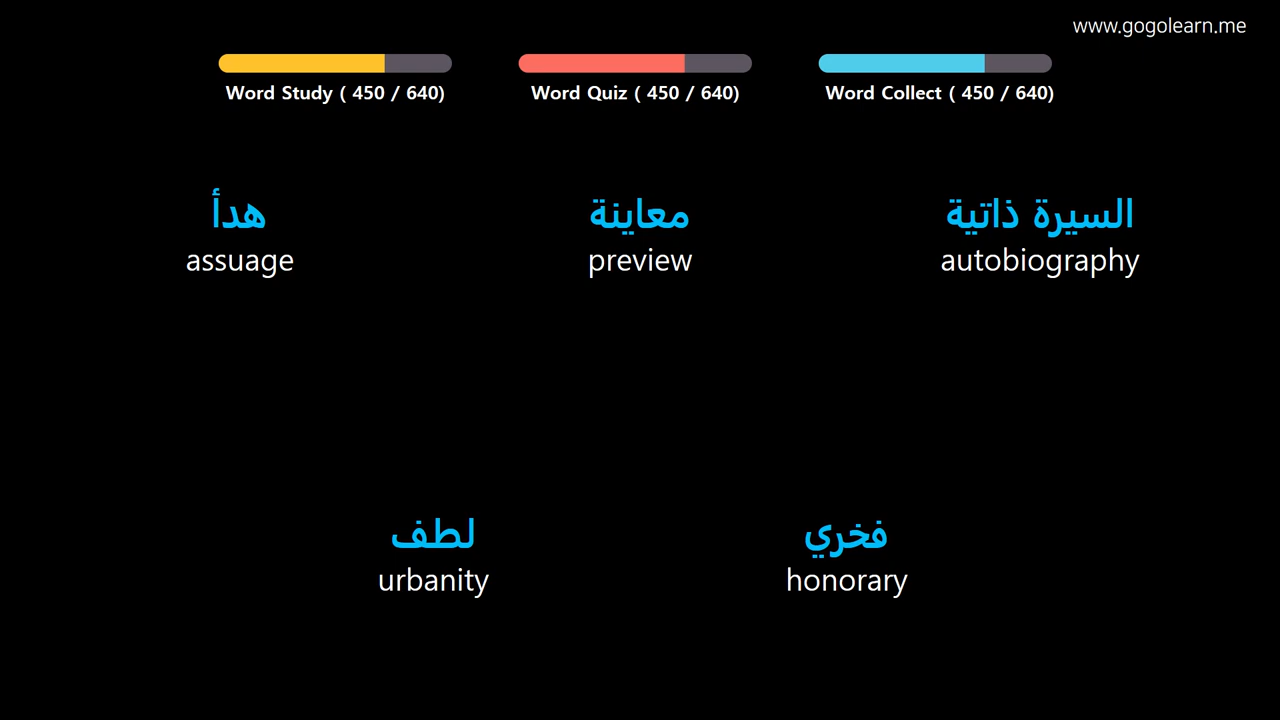 www.gogolearn.me
Word Study ( 450 / 640)
Word Quiz ( 450 / 640)
Word Collect ( 450 / 640)
هدأ
assuage
معاينة
preview
السيرة ذاتية
autobiography
لطف
urbanity
فخري
honorary